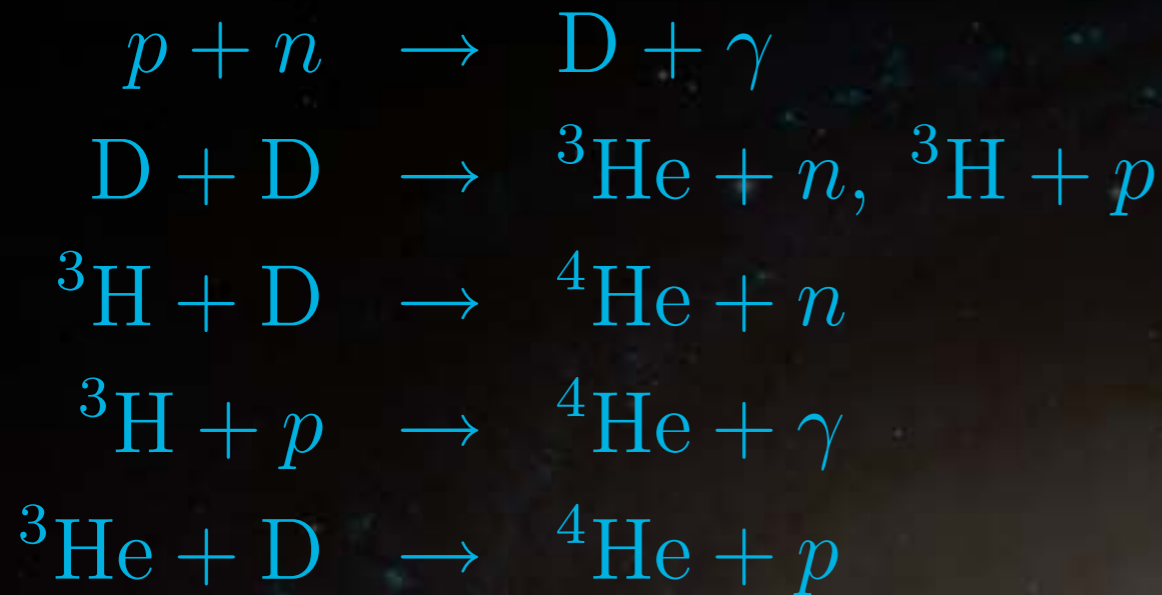 p + n → D + γ
D + D → ³He + n, ³H + p
³H + D → ⁴He + n
³H + p → ⁴He + γ
³He + D → ⁴He + p